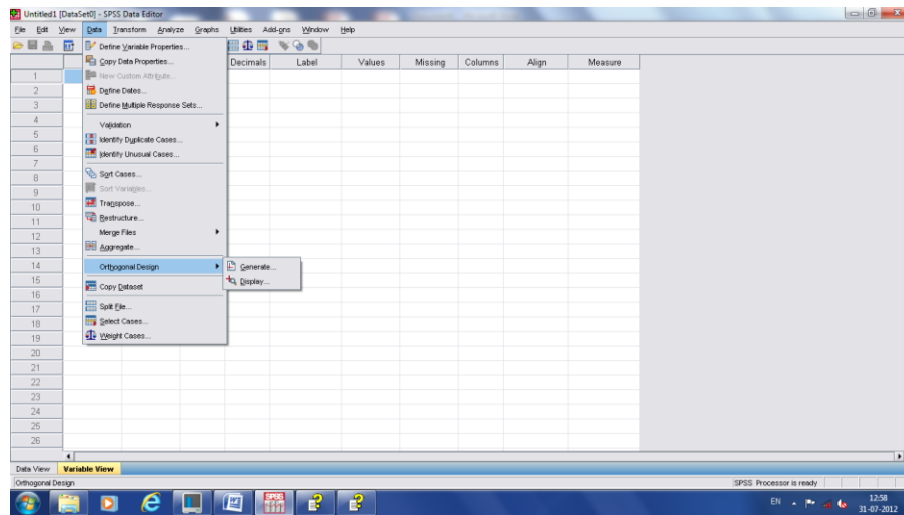 Untitled1 [DataSet0] - SPSS Data Editor
File Edit View Data Transform Analyze Graphs Utilities Add-ons Window Help
Define Variable Properties...
Copy Data Properties...
New Custom Attribute...
Define Dates...
Define Multiple Response Sets...
Validation
Identify Duplicate Cases...
Identify Unusual Cases...
Sort Cases...
Sort Variables...
Transpose...
Restructure...
Merge Files
Aggregate...
Orthogonal Design
Copy Dataset
Split File...
Select Cases...
Weight Cases...
Generate...
Display...
Decimals Label Values Missing Columns Align Measure
1
2
3
4
5
6
7
8
9
10
11
12
13
14
15
16
17
18
19
20
21
22
23
24
25
26
Data View Variable View
Orthogonal Design SPSS Processor is ready
EN 12:58
31-07-2012